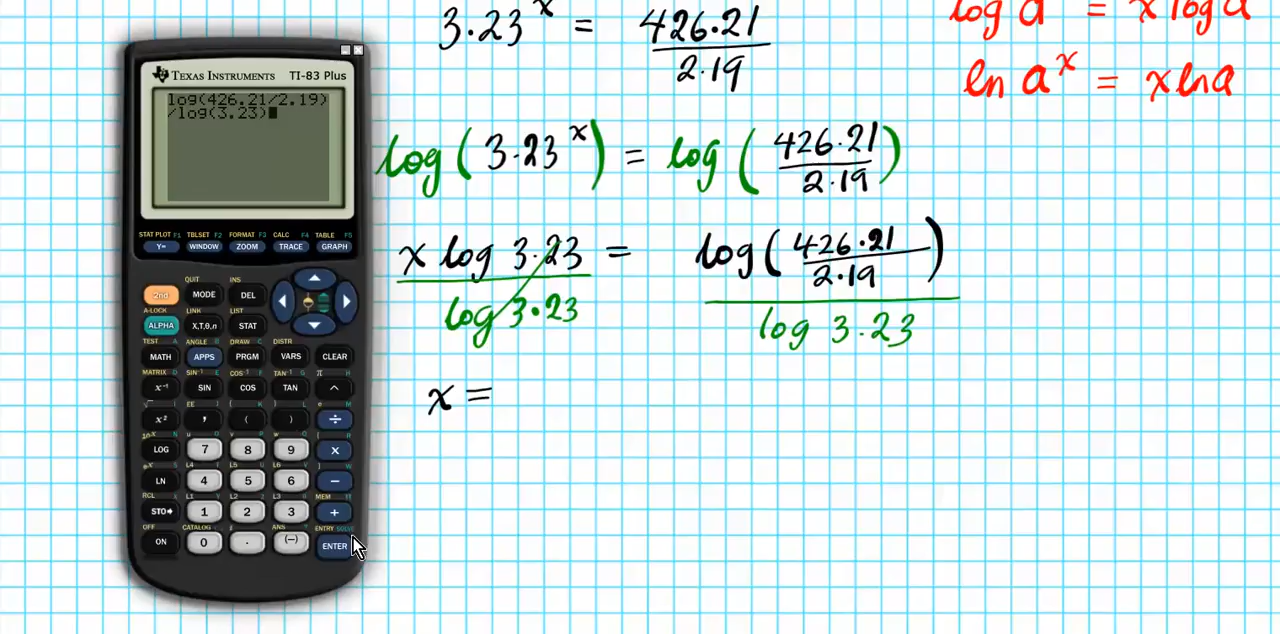 3.23^x = 426.21/2.19
log a^x = x log a
ln a^x = x ln a
log(3.23^x) = log(426.21/2.19)
x log 3.23 / log 3.23 = log(426.21/2.19) / log 3.23
x =
TEXAS INSTRUMENTS TI-83 Plus
log(426.21/2.19)
/log(3.23)
STAT PLOT F1 TBLSET F2 FORMAT F3 CALC F4 TABLE F5
Y= WINDOW ZOOM TRACE GRAPH
QUIT INS
2nd MODE DEL
A-LOCK LINK LIST
ALPHA X,T,θ,n STAT
TEST A ANGLE B DRAW C DISTR
MATH APPS PRGM VARS CLEAR
MATRIX D SIN⁻¹ E COS⁻¹ F TAN⁻¹ G π H
x⁻¹ SIN COS TAN ^
√ I EE J { K } L e M
x² , ( ) ÷
10ˣ N u O v P w Q [ R
LOG 7 8 9 ×
eˣ S L4 T L5 U L6 V ] W
LN 4 5 6 −
RCL X L1 Y L2 Z L3 θ MEM "
STO➔ 1 2 3 +
OFF CATALOG i ANS ? ENTRY SOLVE
ON 0 . (−) ENTER